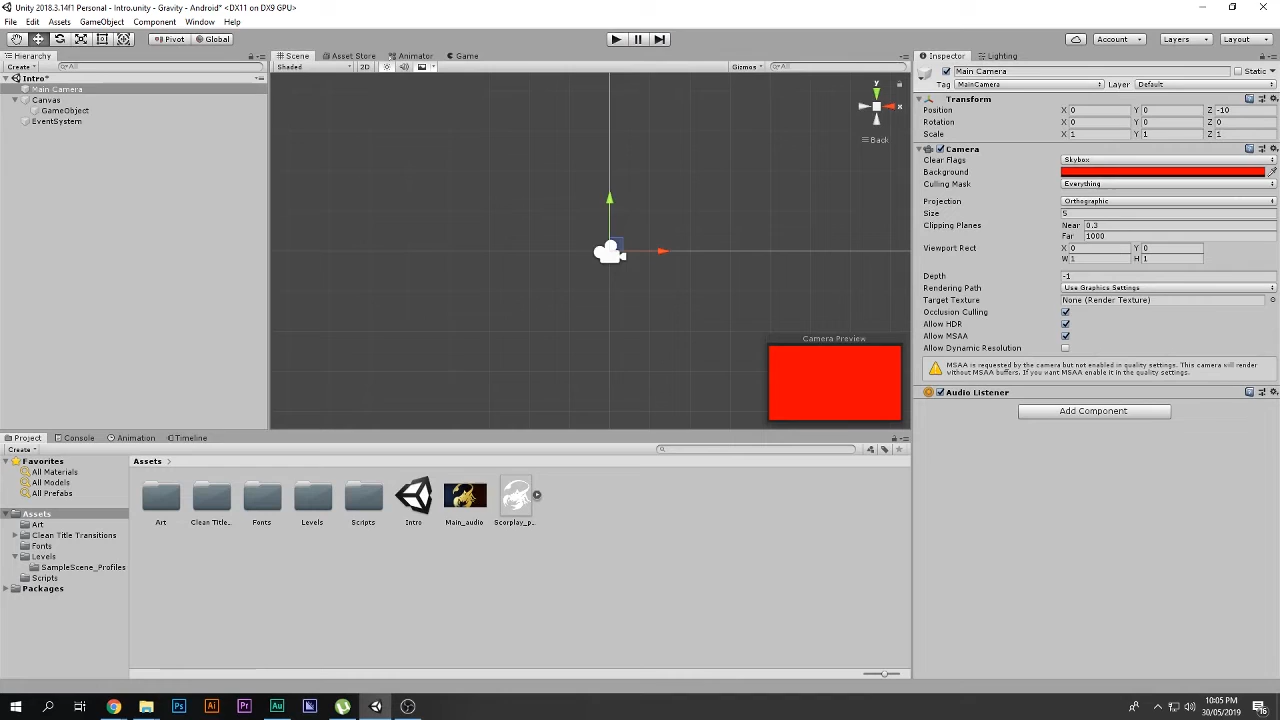 Unity 2018.3.14f1 Personal - Intro.unity - Gravity - Android* <DX11 on DX9 GPU>
File Edit Assets GameObject Component Window Help
Pivot Global Account Layers Layout
Hierarchy
Create All
Intro*
Main Camera
Canvas
GameObject
EventSystem
Scene Asset Store Animator Game
Shaded 2D Gizmos All
y
x
Back
Camera Preview
Inspector Lighting
Main Camera Static
Tag MainCamera Layer Default
Transform
Position X 0 Y 0 Z -10
Rotation X 0 Y 0 Z 0
Scale X 1 Y 1 Z 1
Camera
Clear Flags Skybox
Background
Culling Mask Everything
Projection Orthographic
Size 5
Clipping Planes Near 0.3
Far 1000
Viewport Rect X 0 Y 0
W 1 H 1
Depth -1
Rendering Path Use Graphics Settings
Target Texture None (Render Texture)
Occlusion Culling
Allow HDR
Allow MSAA
Allow Dynamic Resolution
MSAA is requested by the camera but not enabled in quality settings. This camera will render
without MSAA buffers. If you want MSAA enable it in the quality settings.
Audio Listener
Add Component
Project Console Animation Timeline
Create
Favorites
All Materials
All Models
All Prefabs
Assets
Art
Clean Title Transitions
Fonts
Levels
SampleScene_Profiles
Scripts
Packages
Assets
Art Clean Title... Fonts Levels Scripts Intro Main_audio Scorplay_p...
Ps Ai Pr Au
10:05 PM
30/05/2019